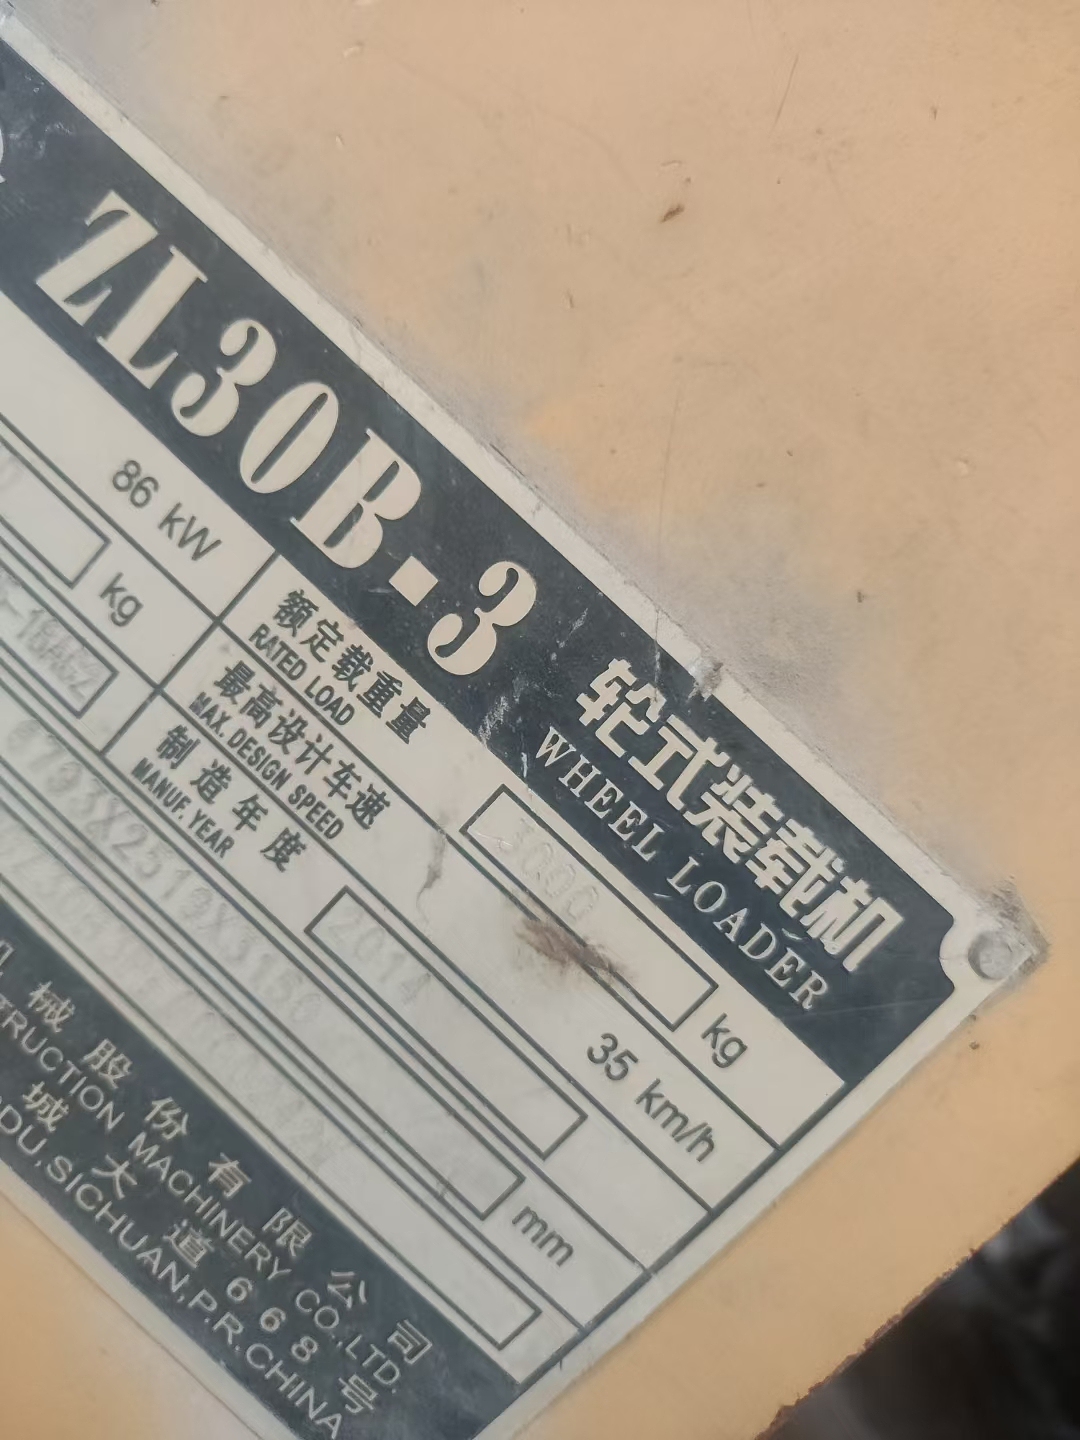 ZL30B-3 轮式装载机
WHEEL LOADER
86 kW
额定载重量
RATED LOAD
3000 kg
kg
最高设计车速
MAX. DESIGN SPEED
35 km/h
制造年度
MANUF. YEAR
2014
mm
械股份有限公司
TRUCTION MACHINERY CO.,LTD.
城大道668号
DU,SICHUAN,P.R.CHINA